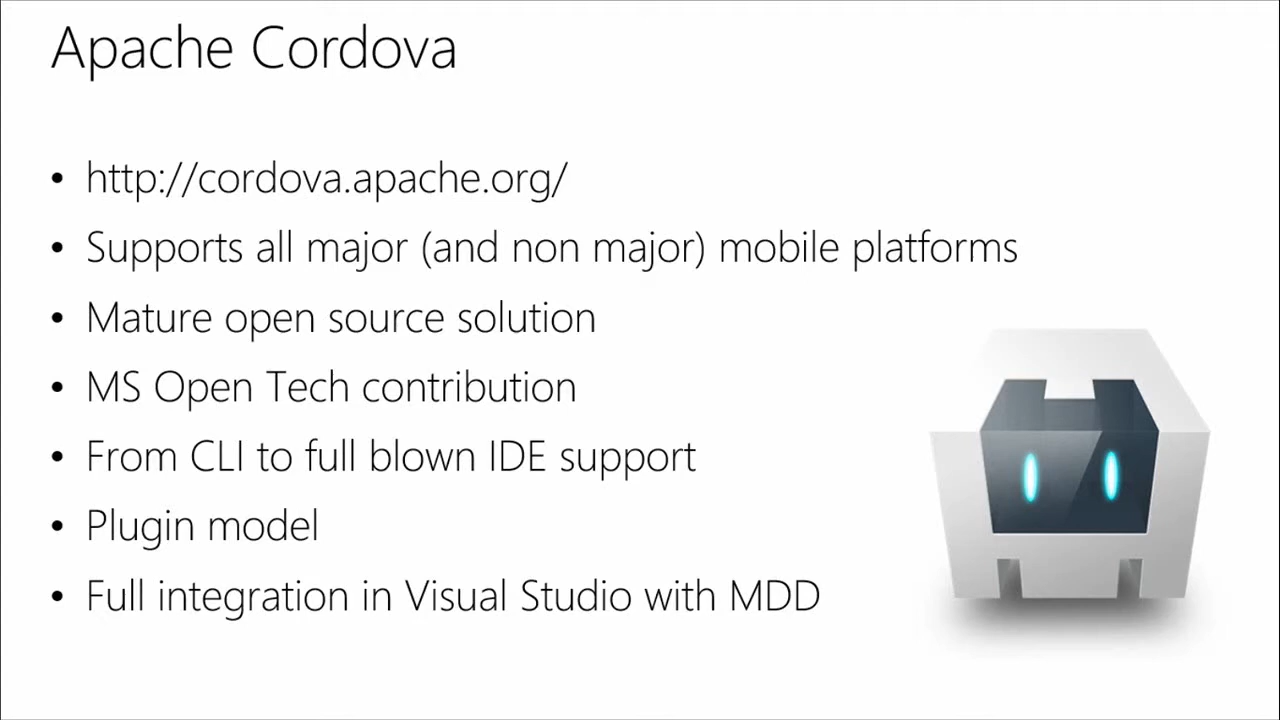 Apache Cordova
• http://cordova.apache.org/
• Supports all major (and non major) mobile platforms
• Mature open source solution
• MS Open Tech contribution
• From CLI to full blown IDE support
• Plugin model
• Full integration in Visual Studio with MDD